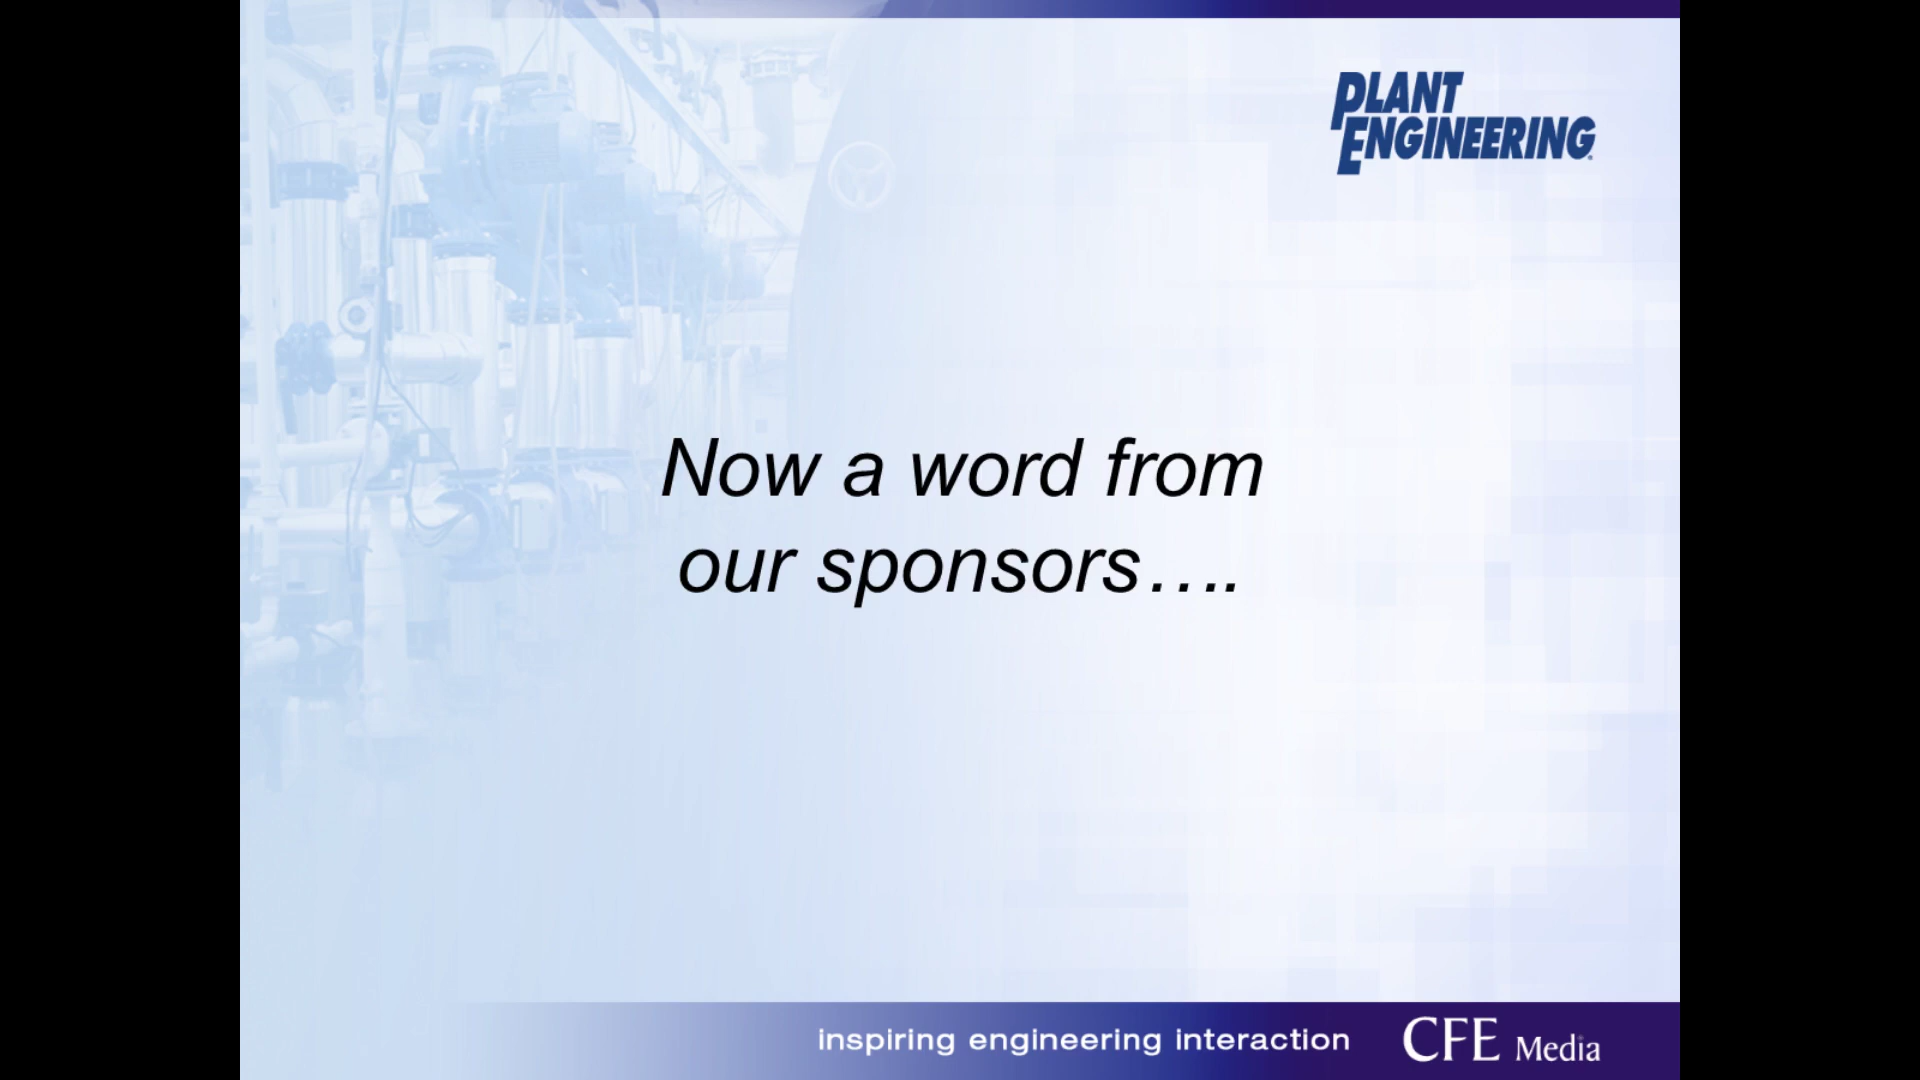 PLANT
ENGINEERING
Now a word from
our sponsors….
inspiring engineering interaction
CFE Media